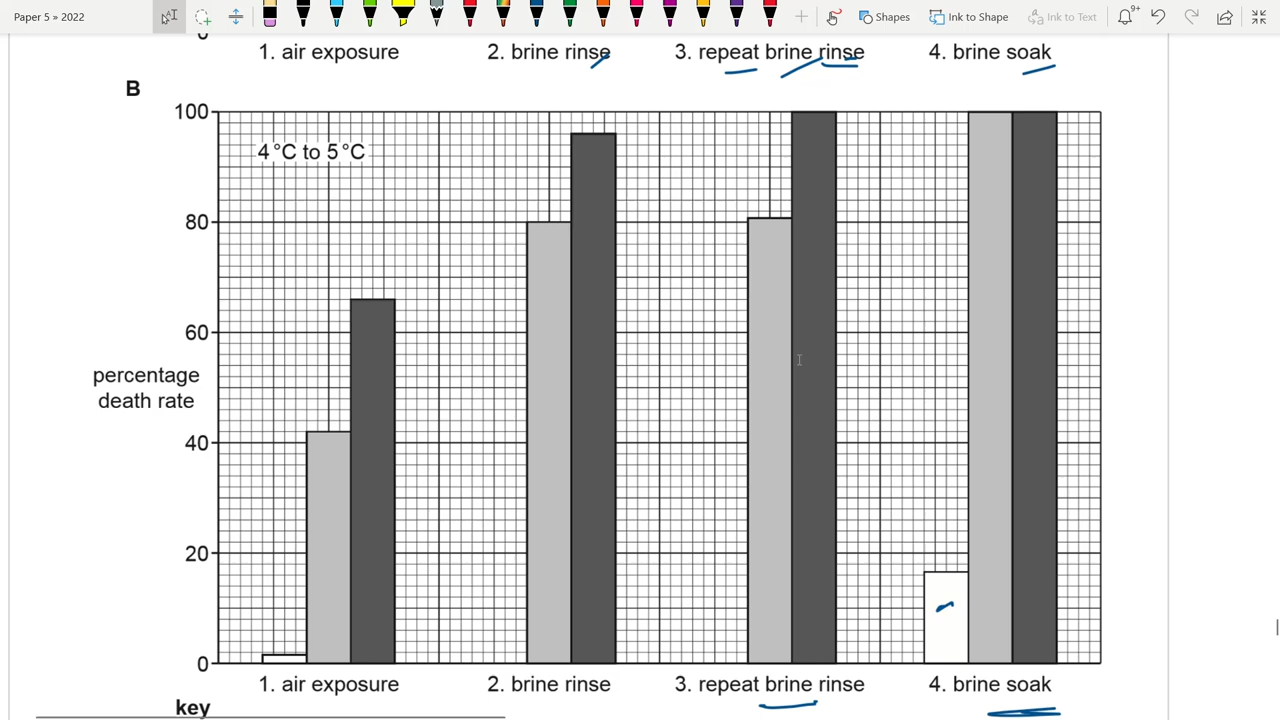 Paper 5 » 2022
Shapes
Ink to Shape
Ink to Text
9+
0
1. air exposure 2. brine rinse 3. repeat brine rinse 4. brine soak
B
100
4 °C to 5 °C
80
60
percentage
death rate
40
20
0
1. air exposure 2. brine rinse 3. repeat brine rinse 4. brine soak
key